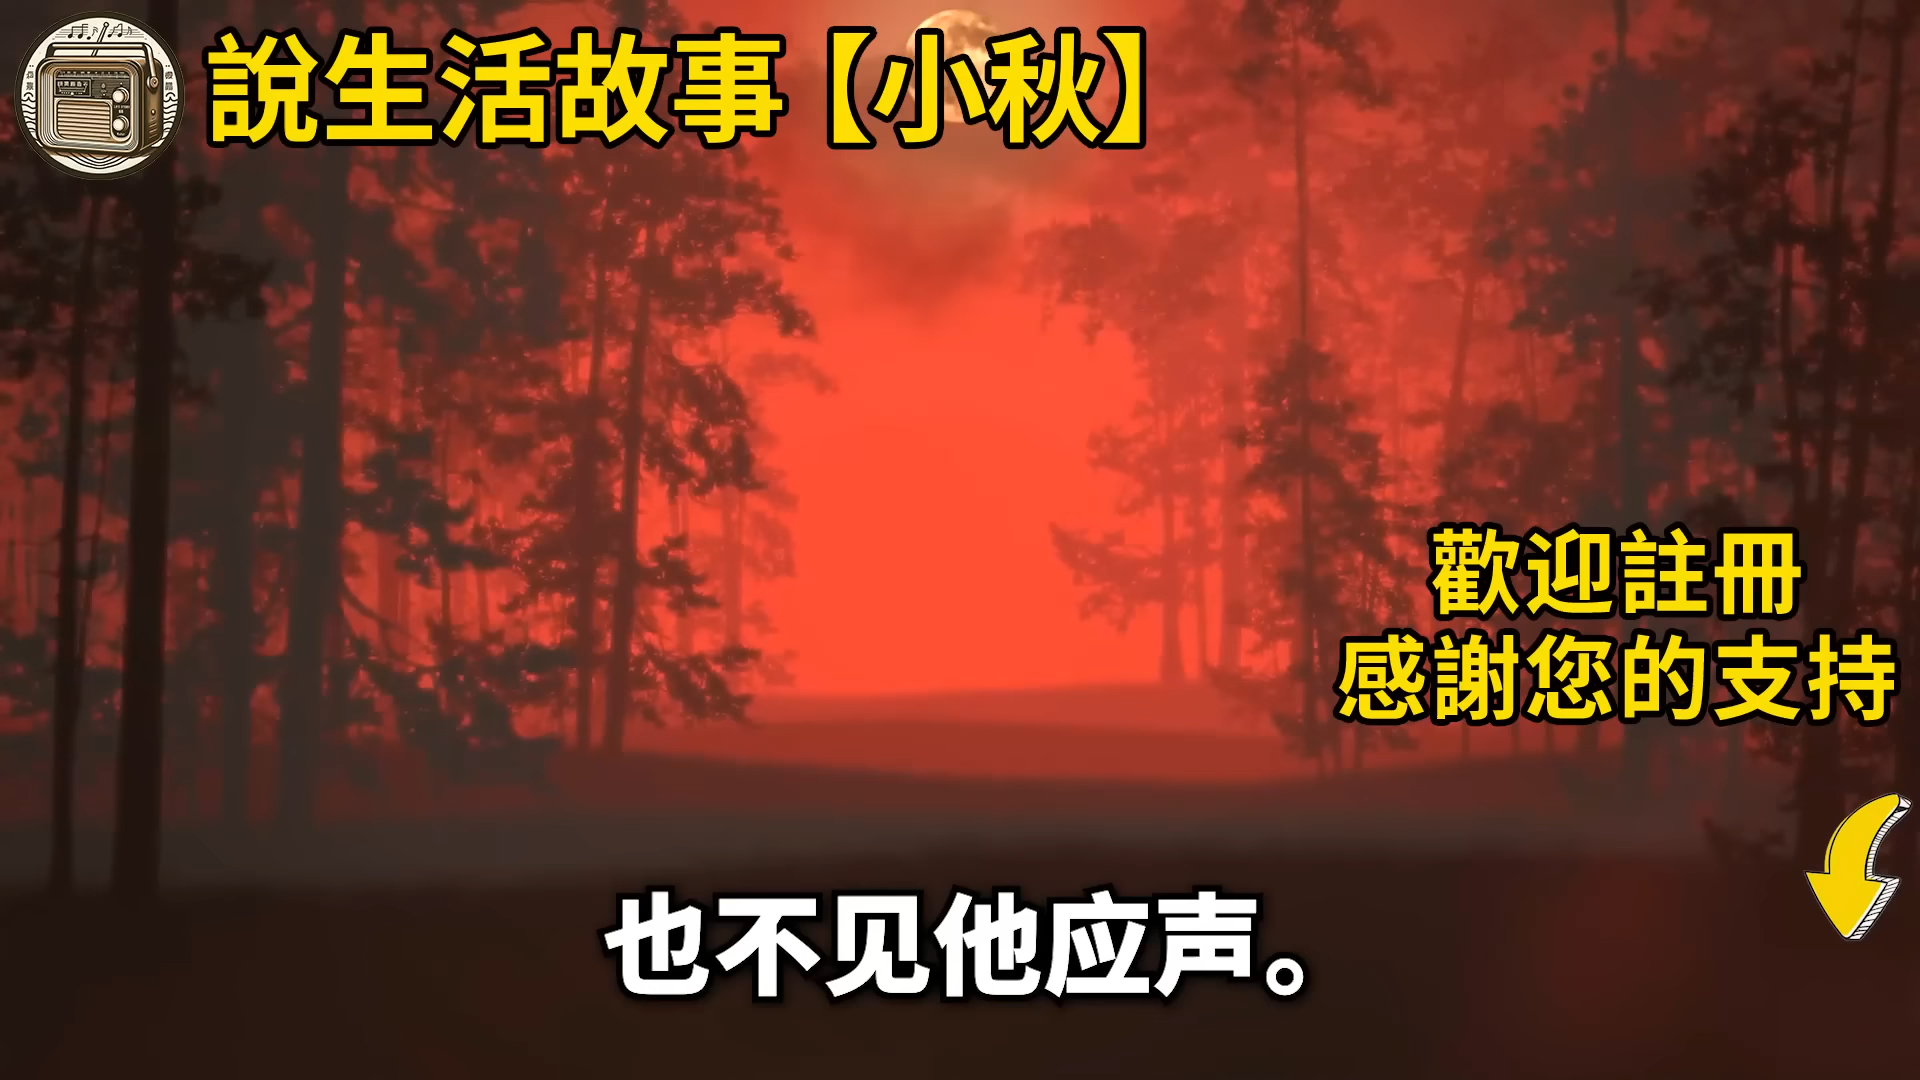 說生活故事【小秋】
歡迎註冊
感謝您的支持
也不见他应声。